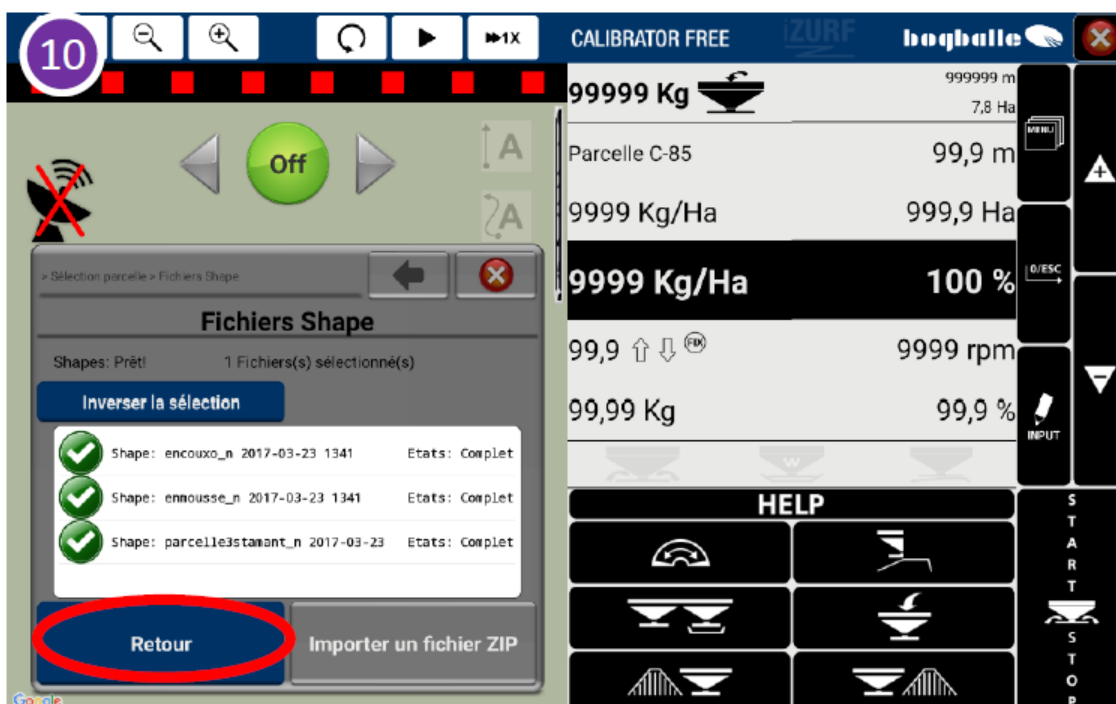 10
1X
CALIBRATOR FREE
iZURF
bogballe
99999 Kg
999999 m
7,8 Ha
MENU
Parcelle C-85
99,9 m
A
9999 Kg/Ha
999,9 Ha
A
Off
> Sélection parcelle > Fichiers Shape
9999 Kg/Ha
100 %
0/ESC
Fichiers Shape
Shapes: Prêt!
1 Fichiers(s) sélectionné(s)
99,9
FIX
9999 rpm
Inverser la sélection
99,99 Kg
99,9 %
INPUT
Shape: encouxo_n 2017-03-23 1341
Etats: Complet
Shape: enmousse_n 2017-03-23 1341
Etats: Complet
Shape: parcelle3stamant_n 2017-03-23
Etats: Complet
W
HELP
START
STOP
Retour
Importer un fichier ZIP
Google